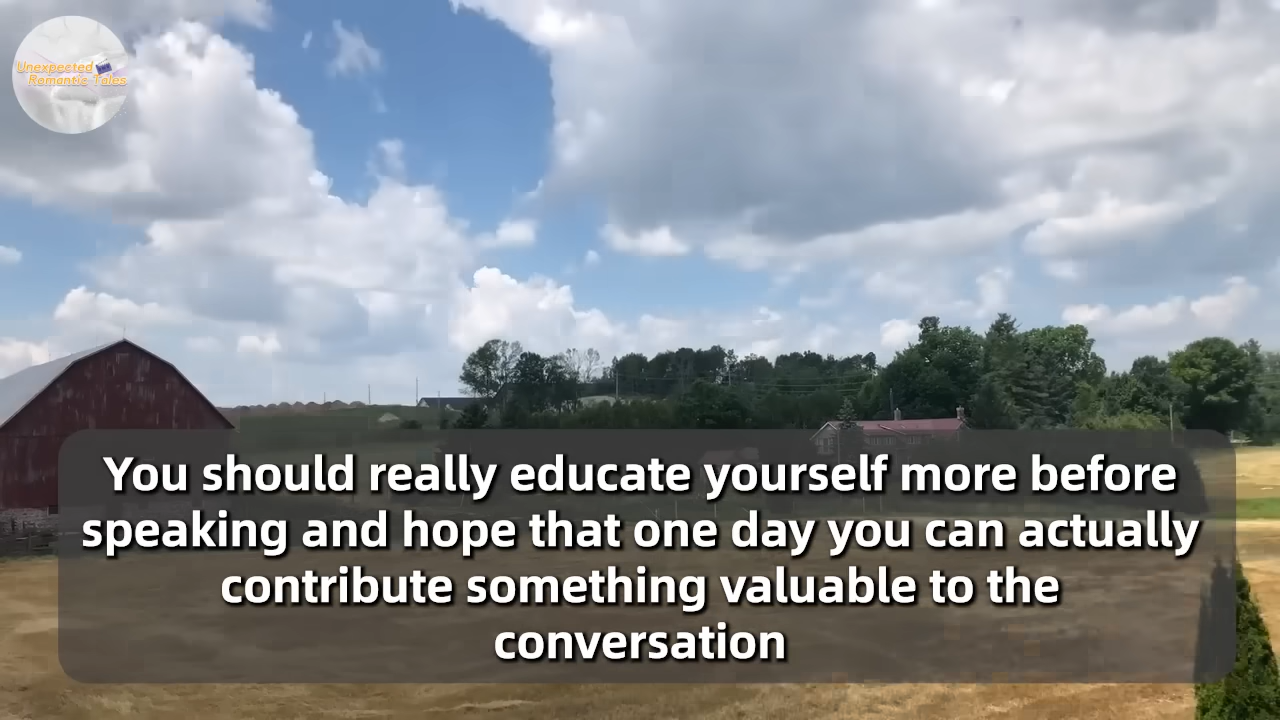 Unexpected
Romantic Tales
You should really educate yourself more before
speaking and hope that one day you can actually
contribute something valuable to the
conversation